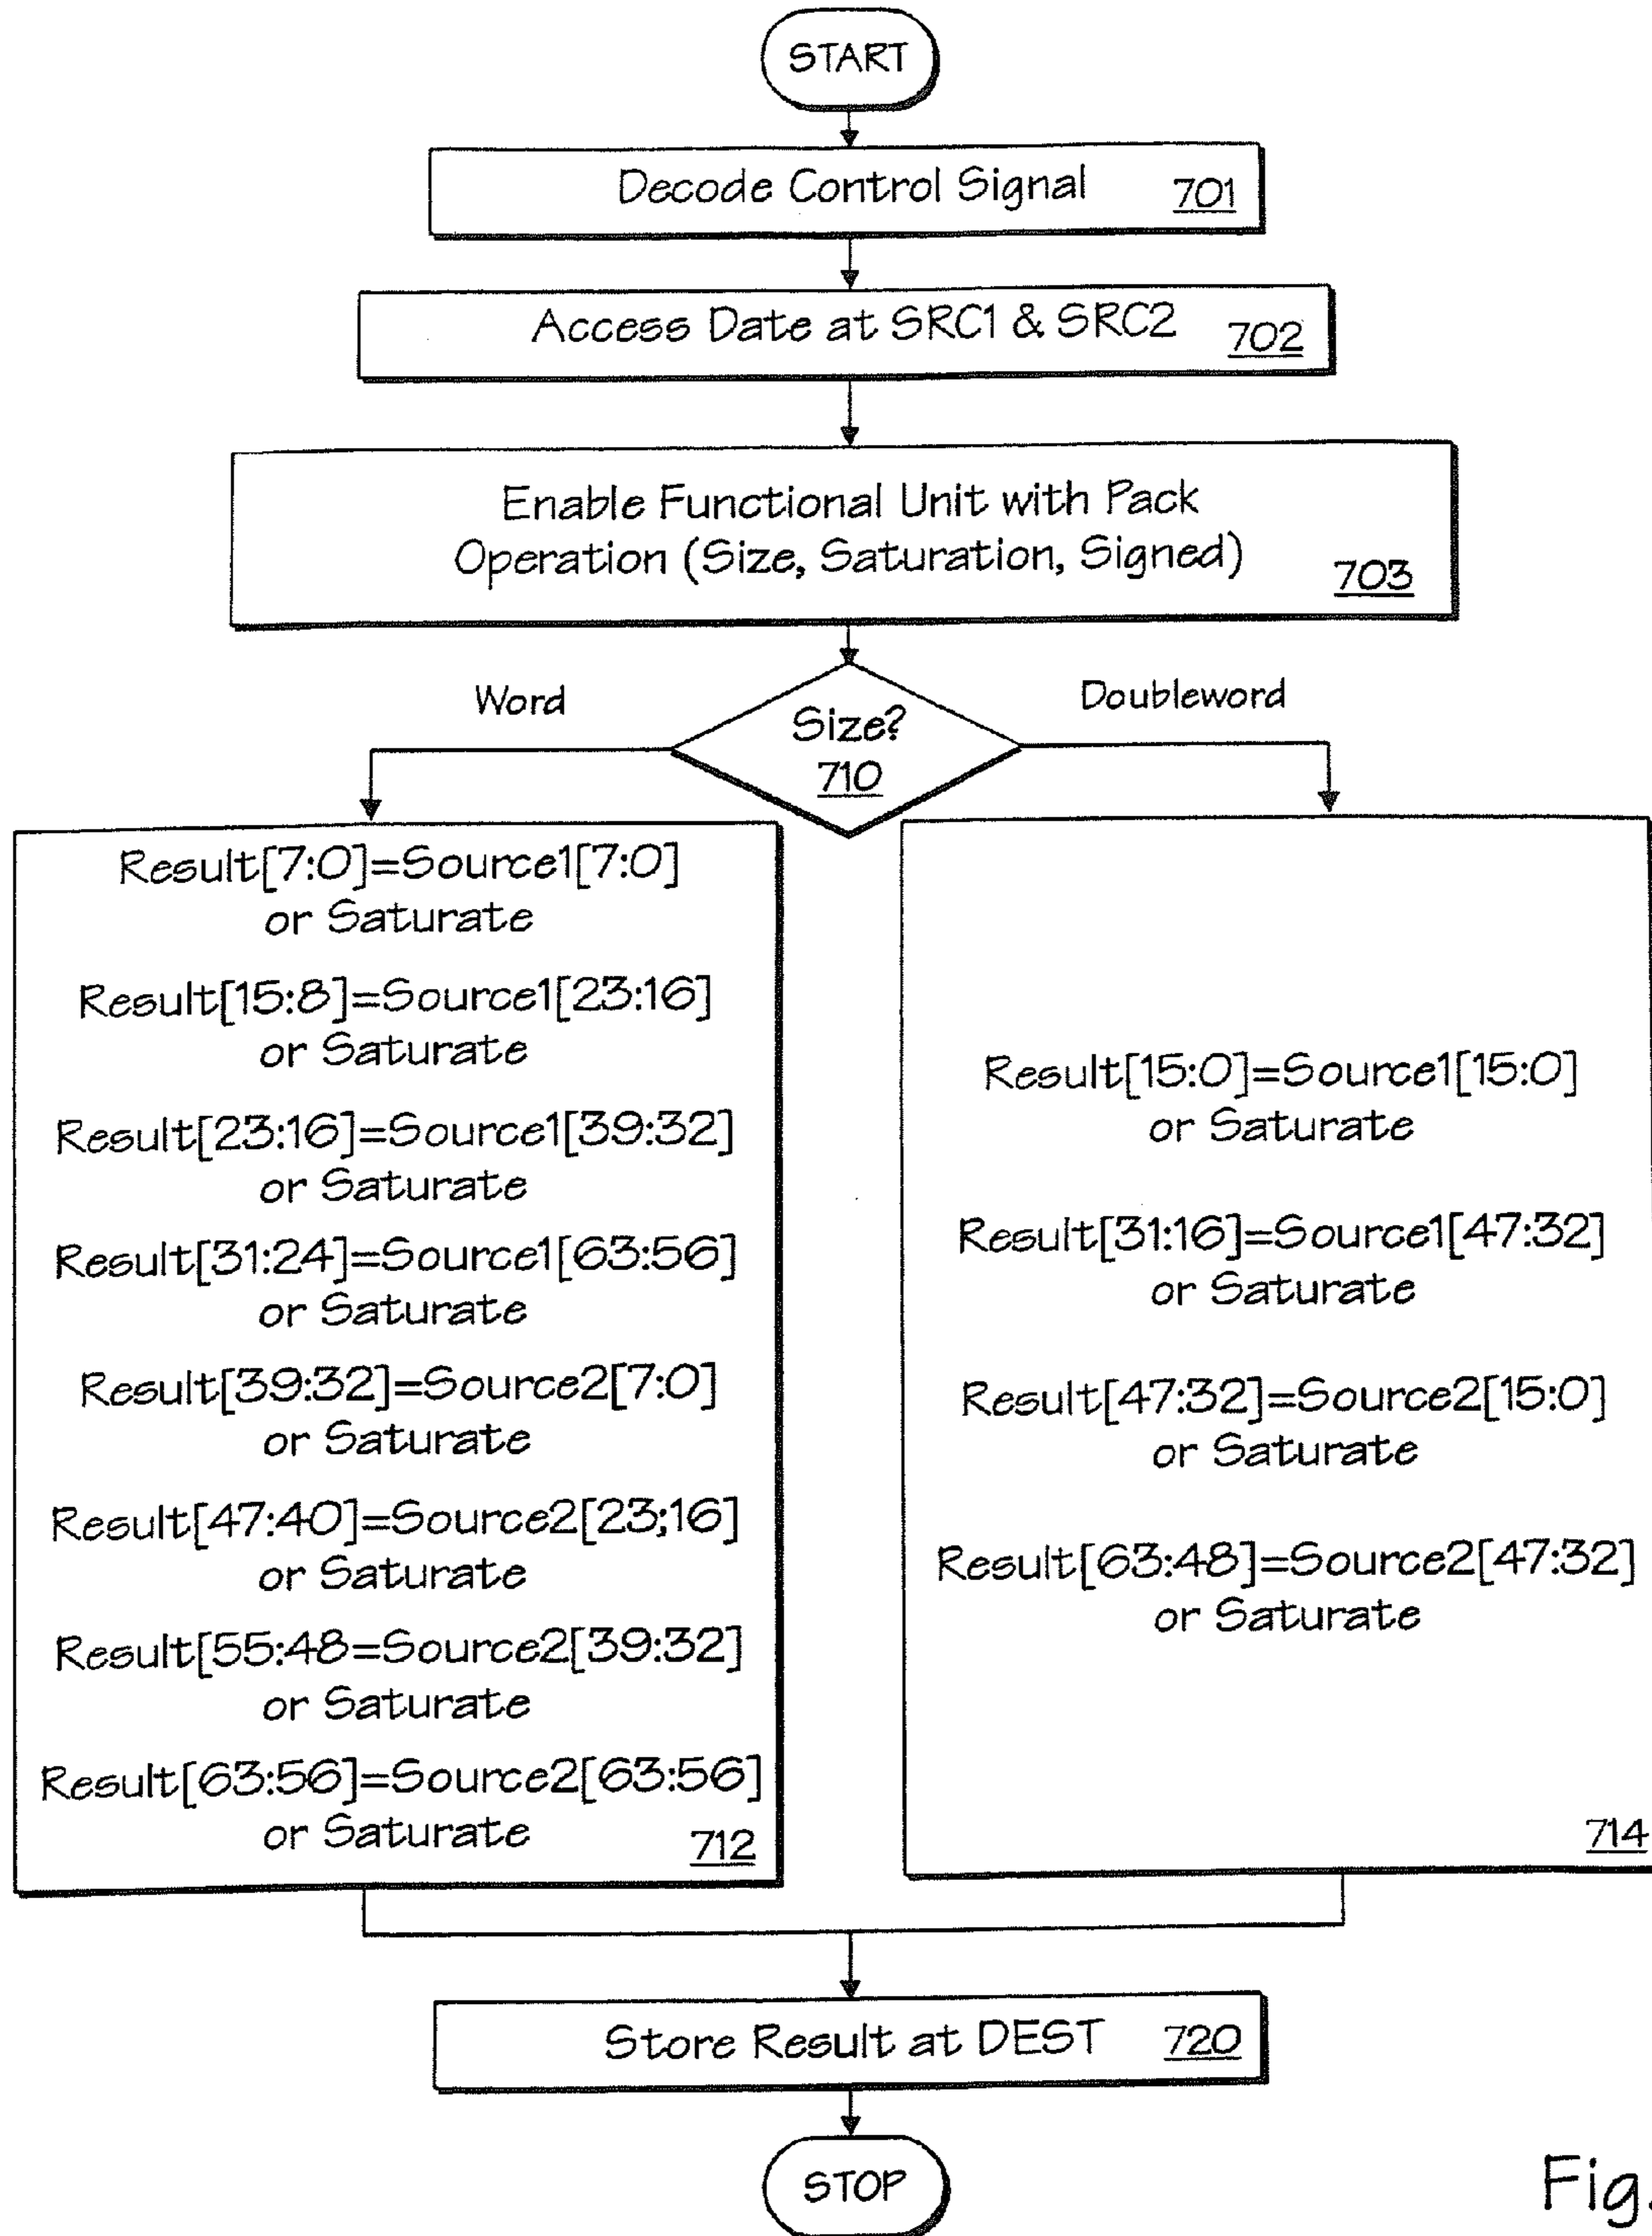 START
Decode Control Signal 701
Access Date at SRC1 & SRC2 702
Enable Functional Unit with Pack
Operation (Size, Saturation, Signed) 703
Word
Size?
710
Doubleword
Result[7:0]=Source1[7:0]
or Saturate
Result[15:8]=Source1[23:16]
or Saturate
Result[23:16]=Source1[39:32]
or Saturate
Result[31:24]=Source1[63:56]
or Saturate
Result[39:32]=Source2[7:0]
or Saturate
Result[47:40]=Source2[23;16]
or Saturate
Result[55:48=Source2[39:32]
or Saturate
Result[63:56]=Source2[63:56]
or Saturate
712
Result[15:0]=Source1[15:0]
or Saturate
Result[31:16]=Source1[47:32]
or Saturate
Result[47:32]=Source2[15:0]
or Saturate
Result[63:48]=Source2[47:32]
or Saturate
714
Store Result at DEST 720
STOP
Fig.